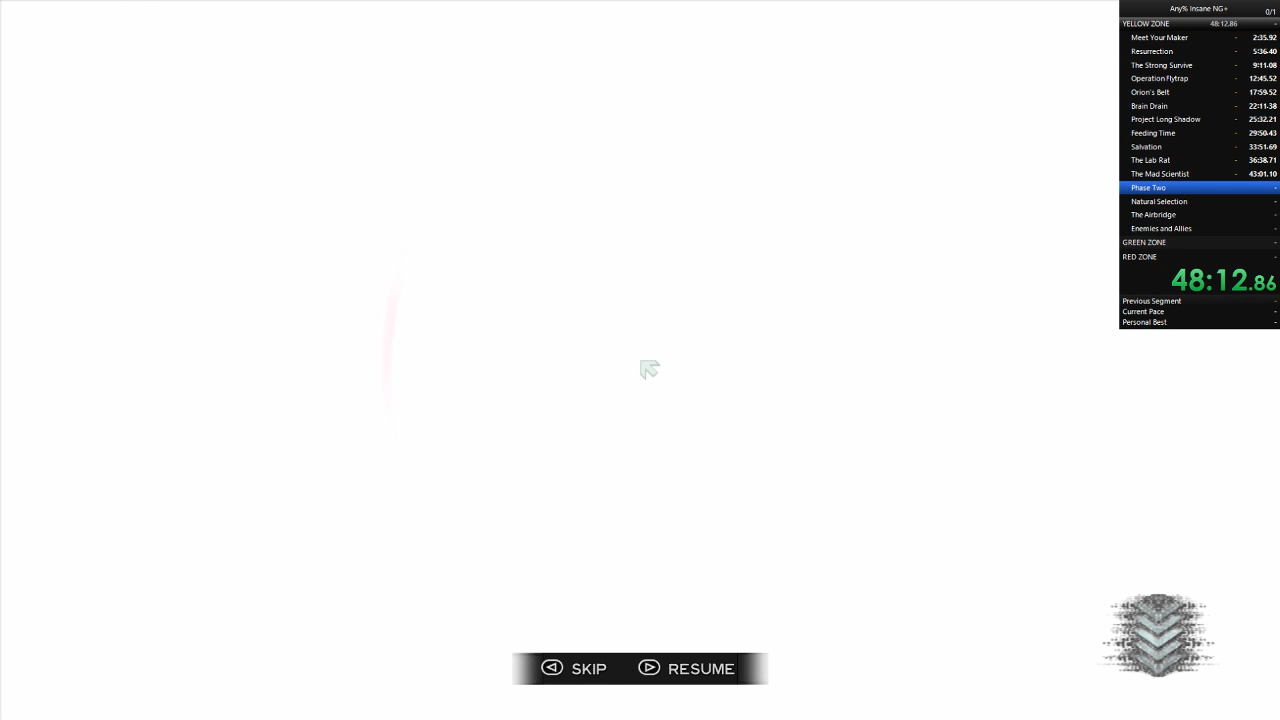 Any% Insane NG+
0/1
YELLOW ZONE 48:12.86 -
Meet Your Maker - 2:35.92
Resurrection - 5:36.40
The Strong Survive - 9:11.08
Operation Flytrap - 12:45.52
Orion's Belt - 17:59.52
Brain Drain - 22:11.38
Project Long Shadow - 25:32.21
Feeding Time - 29:50.43
Salvation - 33:51.69
The Lab Rat - 36:38.71
The Mad Scientist - 43:01.10
Phase Two -
Natural Selection -
The Airbridge -
Enemies and Allies -
GREEN ZONE -
RED ZONE -
48:12.86
Previous Segment -
Current Pace -
Personal Best -
SKIP RESUME